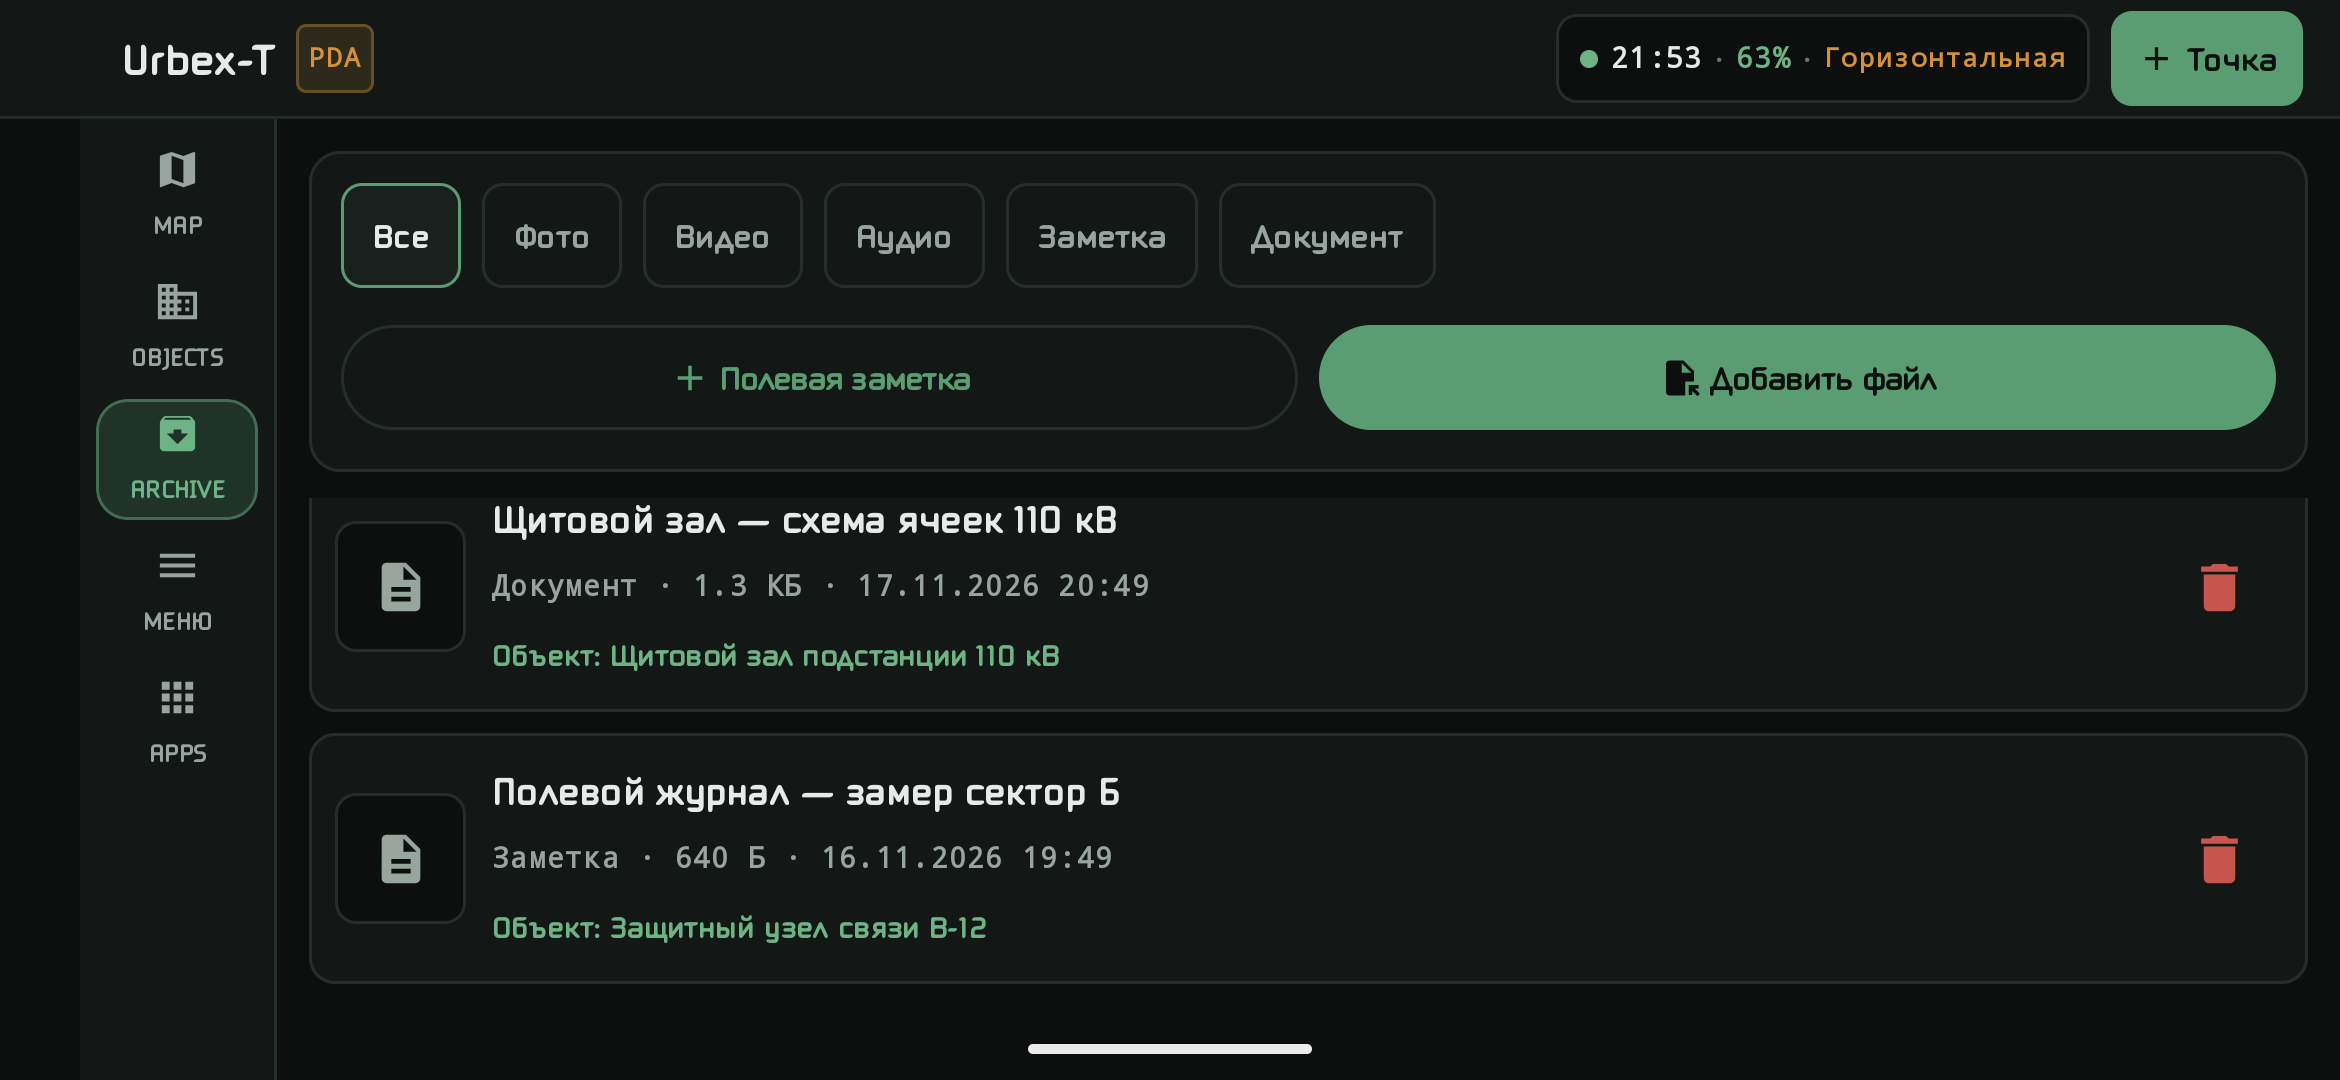 Urbex-T PDA
21:53 · 63% · Горизонтальная
+ Точка
MAP
OBJECTS
ARCHIVE
МЕНЮ
APPS
Все Фото Видео Аудио Заметка Документ
+ Полевая заметка
Добавить файл
Щитовой зал — схема ячеек 110 кВ
Документ · 1.3 КБ · 17.11.2026 20:49
Объект: Щитовой зал подстанции 110 кВ
Полевой журнал — замер сектор Б
Заметка · 640 Б · 16.11.2026 19:49
Объект: Защитный узел связи В-12